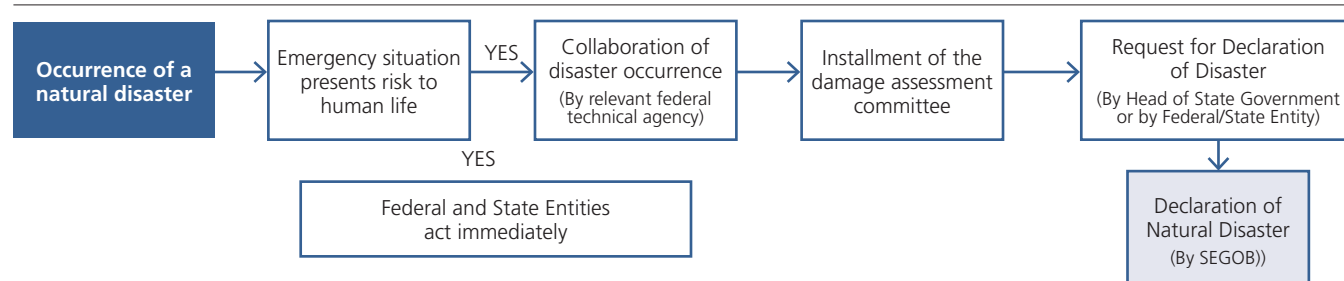 Occurrence of a
natural disaster
Emergency situation
presents risk to
human life
YES
Collaboration of
disaster occurrence
(By relevant federal
technical agency)
Installment of the
damage assessment
committee
Request for Declaration
of Disaster
(By Head of State Government
or by Federal/State Entity)
YES
Federal and State Entities
act immediately
Declaration of
Natural Disaster
(By SEGOB))